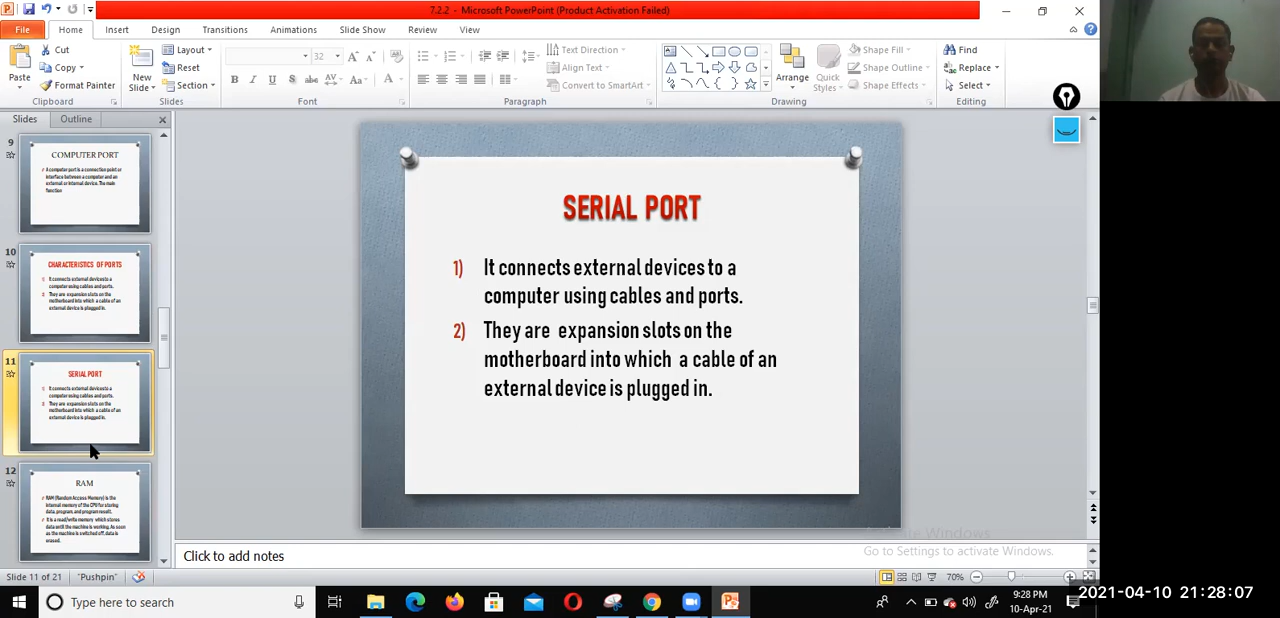 7.2.2 - Microsoft PowerPoint (Product Activation Failed)
File Home Insert Design Transitions Animations Slide Show Review View
Paste
Cut
Copy
Format Painter
Clipboard
New
Slide
Layout
Reset
Section
Slides
32
B I U S abc AV Aa A
Font
Text Direction
Align Text
Convert to SmartArt
Paragraph
Arrange
Quick
Styles
Shape Fill
Shape Outline
Shape Effects
Drawing
Find
Replace
Select
Editing
Slides Outline
9
COMPUTER PORT
A computer port is a connection point or
interface between a computer and an
external or internal device. The main
function
10
CHARACTERISTICS OF PORTS
1 It connects external devices to a
computer using cables and ports.
2 They are expansion slots on the
motherboard into which a cable of an
external device is plugged in.
11
SERIAL PORT
1 It connects external devices to a
computer using cables and ports.
2 They are expansion slots on the
motherboard into which a cable of an
external device is plugged in.
12
RAM
RAM (Random Access Memory) is the
internal memory of the CPU for storing
data, program, and program result.
It is a read/write memory which stores
data until the machine is working. As soon
as the machine is switched off, data is
erased.
SERIAL PORT
1) It connects external devices to a
computer using cables and ports.
2) They are expansion slots on the
motherboard into which a cable of an
external device is plugged in.
Click to add notes
Go to Settings to activate Windows.
Slide 11 of 21 "Pushpin" 70%
Type here to search
9:28 PM
10-Apr-21
2021-04-10 21:28:07